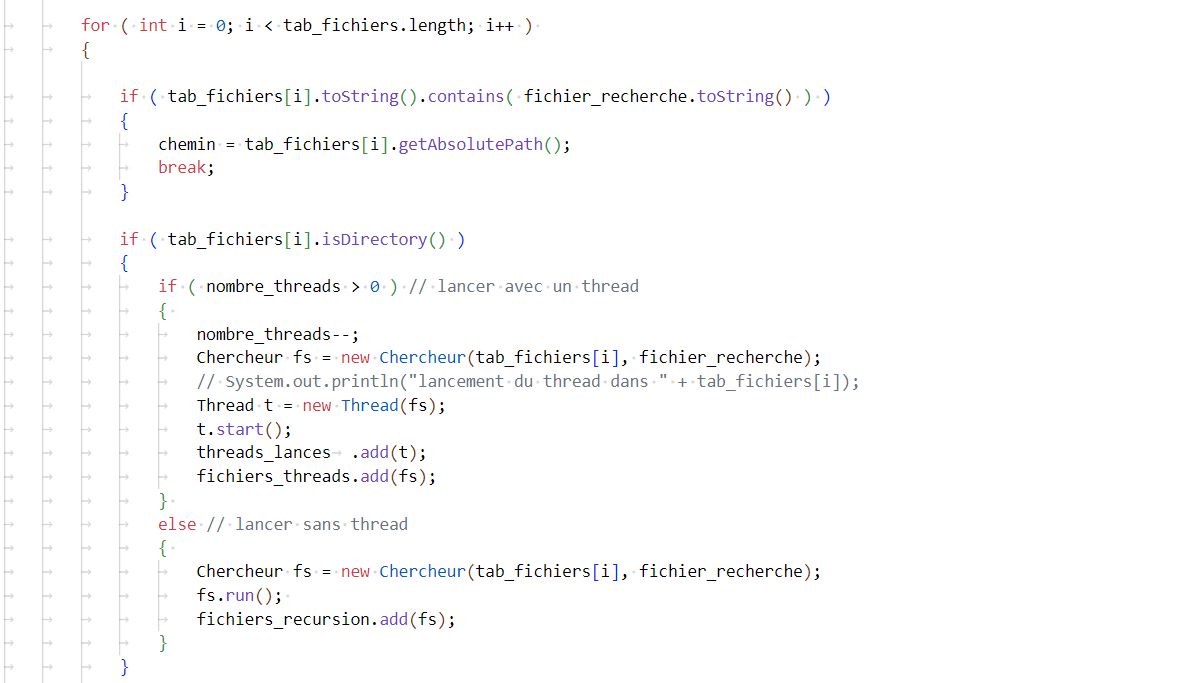 for ( int i = 0; i < tab_fichiers.length; i++ )
{
if ( tab_fichiers[i].toString().contains( fichier_recherche.toString() ) )
{
chemin = tab_fichiers[i].getAbsolutePath();
break;
}
if ( tab_fichiers[i].isDirectory() )
{
if ( nombre_threads > 0 ) // lancer avec un thread
{
nombre_threads--;
Chercheur fs = new Chercheur(tab_fichiers[i], fichier_recherche);
// System.out.println("lancement du thread dans " + tab_fichiers[i]);
Thread t = new Thread(fs);
t.start();
threads_lances .add(t);
fichiers_threads.add(fs);
}
else // lancer sans thread
{
Chercheur fs = new Chercheur(tab_fichiers[i], fichier_recherche);
fs.run();
fichiers_recursion.add(fs);
}
}